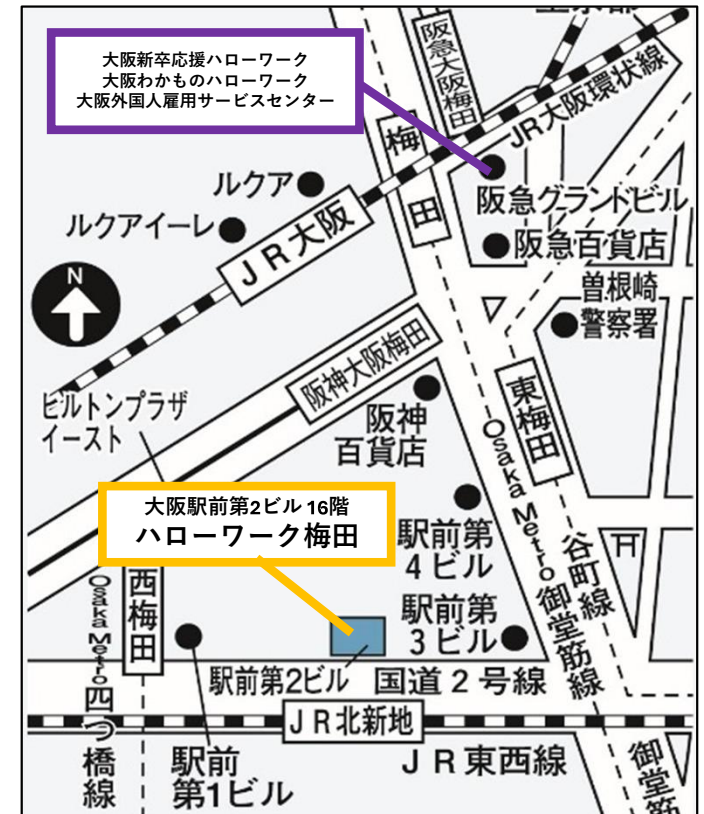 大阪新卒応援ハローワーク
大阪わかものハローワーク
大阪外国人雇用サービスセンター
阪急大阪梅田
JR大阪環状線
梅田
ルクア
ルクアイーレ
JR大阪
阪急グランドビル
阪急百貨店
曽根崎
警察署
N
阪神大阪梅田
ヒルトンプラザ
イースト
阪神
百貨店
東梅田
大阪駅前第2ビル 16階
ハローワーク梅田
駅前第
4ビル
Osaka Metro 御堂筋線
谷町線
西梅田
Osaka Metro 四つ橋線
駅前第
3ビル
駅前第2ビル
国道2号線
JR北新地
JR東西線
駅前
第1ビル
御堂筋